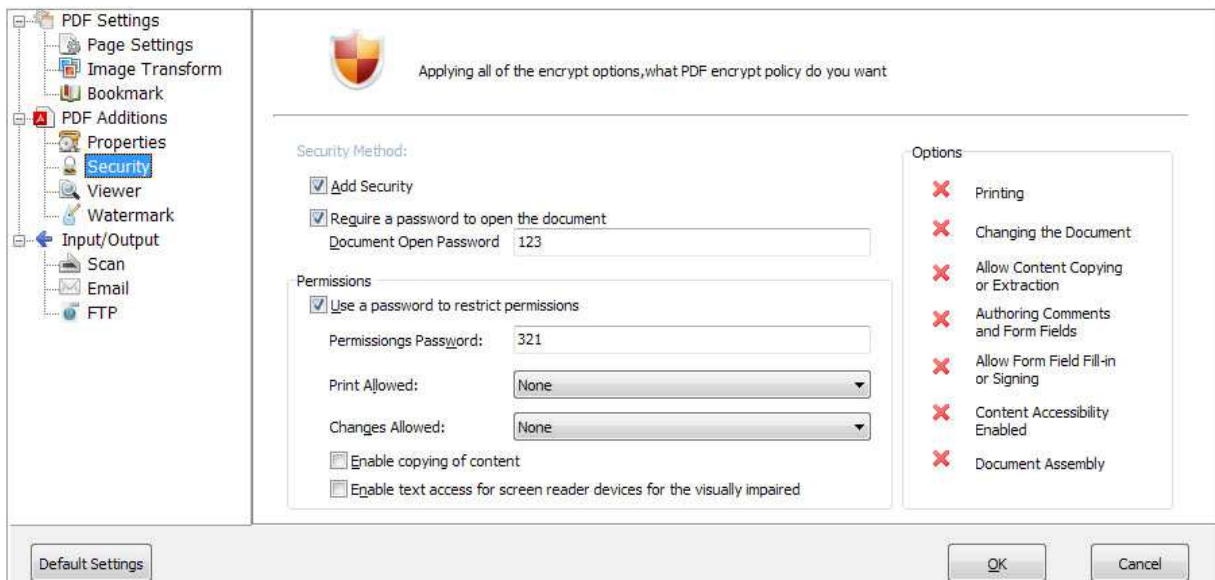 PDF Settings
Page Settings
Image Transform
Bookmark
PDF Additions
Properties
Security
Viewer
Watermark
Input/Output
Scan
Email
FTP
Applying all of the encrypt options,what PDF encrypt policy do you want
Security Method:
Add Security
Require a password to open the document
Document Open Password 123
Permissions
Use a password to restrict permissions
Permissiongs Password: 321
Print Allowed: None
Changes Allowed: None
Enable copying of content
Enable text access for screen reader devices for the visually impaired
Options
Printing
Changing the Document
Allow Content Copying
or Extraction
Authoring Comments
and Form Fields
Allow Form Field Fill-in
or Signing
Content Accessibility
Enabled
Document Assembly
Default Settings
OK
Cancel